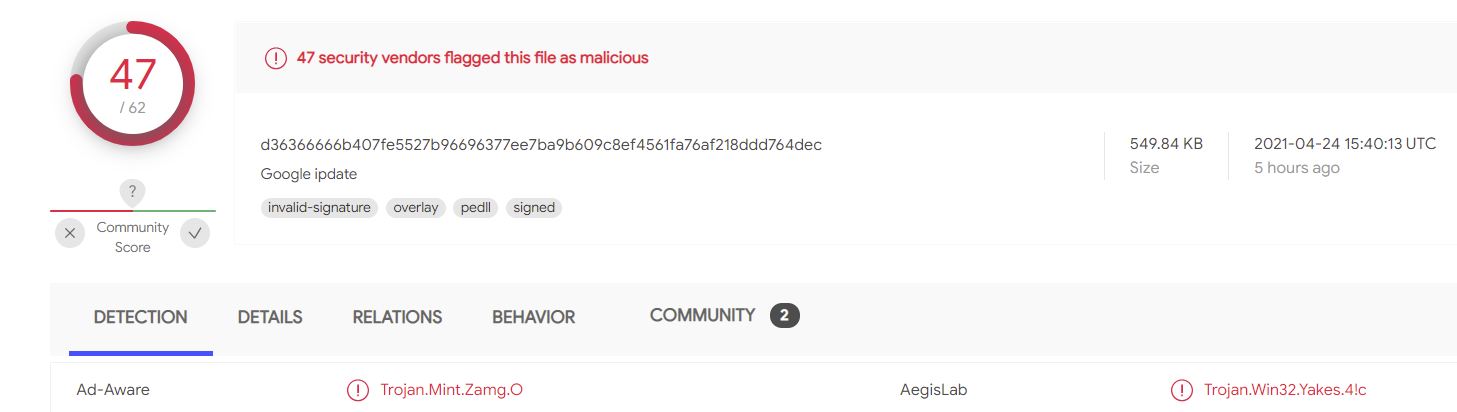 47
/ 62
47 security vendors flagged this file as malicious
d36366666b407fe5527b96696377ee7ba9b609c8ef4561fa76af218ddd764dec
Google ipdate
invalid-signature overlay pedll signed
549.84 KB
Size
2021-04-24 15:40:13 UTC
5 hours ago
?
Community
Score
DETECTION DETAILS RELATIONS BEHAVIOR COMMUNITY 2
Ad-Aware Trojan.Mint.Zamg.O AegisLab Trojan.Win32.Yakes.4!c